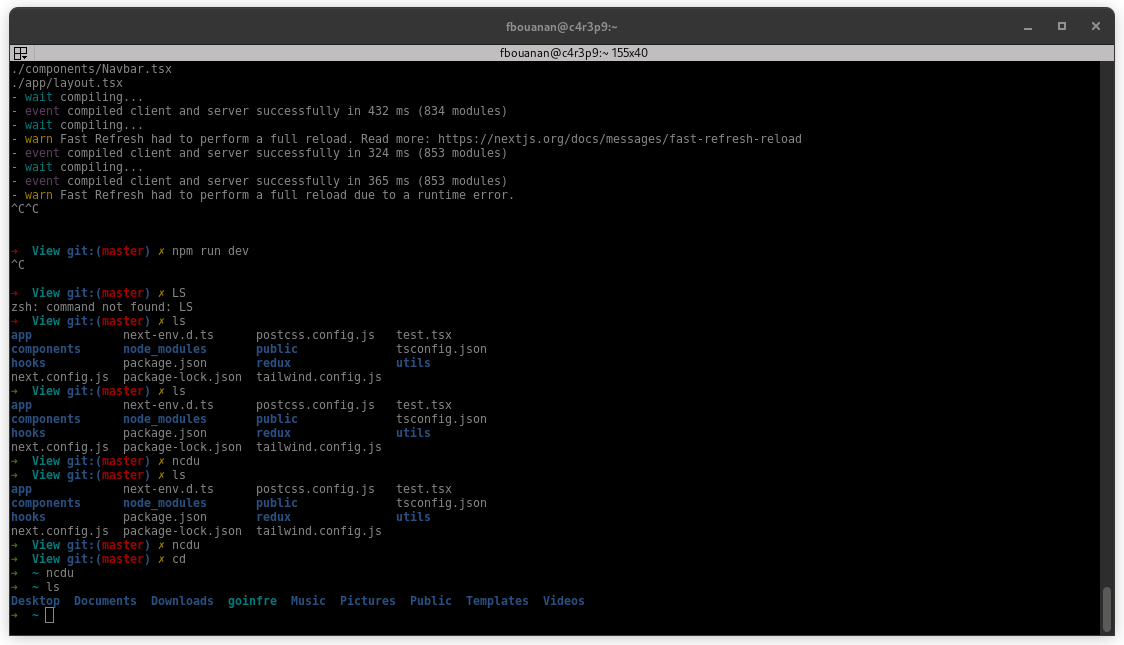 fbouanan@c4r3p9:~
fbouanan@c4r3p9:~ 155x40
./components/Navbar.tsx
./app/layout.tsx
- wait compiling...
- event compiled client and server successfully in 432 ms (834 modules)
- wait compiling...
- warn Fast Refresh had to perform a full reload. Read more: https://nextjs.org/docs/messages/fast-refresh-reload
- event compiled client and server successfully in 324 ms (853 modules)
- wait compiling...
- event compiled client and server successfully in 365 ms (853 modules)
- warn Fast Refresh had to perform a full reload due to a runtime error.
^C^C
➜  View git:(master) ✗ npm run dev
^C
➜  View git:(master) ✗ LS
zsh: command not found: LS
➜  View git:(master) ✗ ls
app             next-env.d.ts      postcss.config.js   test.tsx
components      node_modules       public              tsconfig.json
hooks           package.json       redux               utils
next.config.js  package-lock.json  tailwind.config.js
➜  View git:(master) ✗ ls
app             next-env.d.ts      postcss.config.js   test.tsx
components      node_modules       public              tsconfig.json
hooks           package.json       redux               utils
next.config.js  package-lock.json  tailwind.config.js
➜  View git:(master) ✗ ncdu
➜  View git:(master) ✗ ls
app             next-env.d.ts      postcss.config.js   test.tsx
components      node_modules       public              tsconfig.json
hooks           package.json       redux               utils
next.config.js  package-lock.json  tailwind.config.js
➜  View git:(master) ✗ ncdu
➜  View git:(master) ✗ cd
➜  ~ ncdu
➜  ~ ls
Desktop  Documents  Downloads  goinfre  Music  Pictures  Public  Templates  Videos
➜  ~